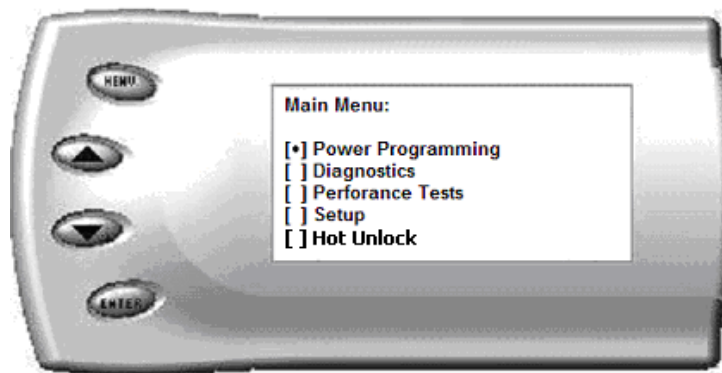 MENU
Main Menu:
[•] Power Programming
[ ] Diagnostics
[ ] Perforance Tests
[ ] Setup
[ ] Hot Unlock
ENTER